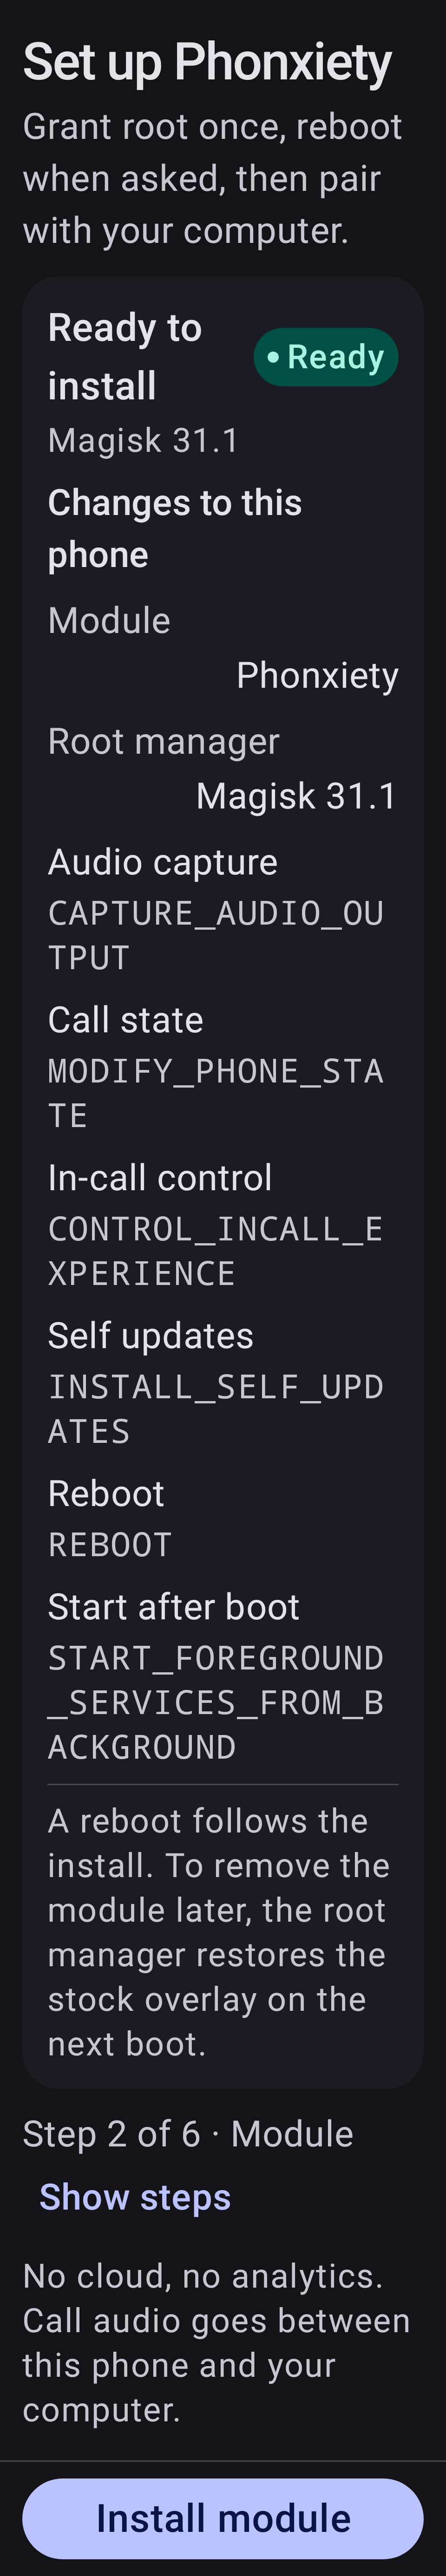 Set up Phonxiety
Grant root once, reboot
when asked, then pair
with your computer.
Ready to
install
Ready
Magisk 31.1
Changes to this
phone
Module
Phonxiety
Root manager
Magisk 31.1
Audio capture
CAPTURE_AUDIO_OU
TPUT
Call state
MODIFY_PHONE_STA
TE
In-call control
CONTROL_INCALL_E
XPERIENCE
Self updates
INSTALL_SELF_UPD
ATES
Reboot
REBOOT
Start after boot
START_FOREGROUND
_SERVICES_FROM_B
ACKGROUND
A reboot follows the
install. To remove the
module later, the root
manager restores the
stock overlay on the
next boot.
Step 2 of 6 · Module
Show steps
No cloud, no analytics.
Call audio goes between
this phone and your
computer.
Install module